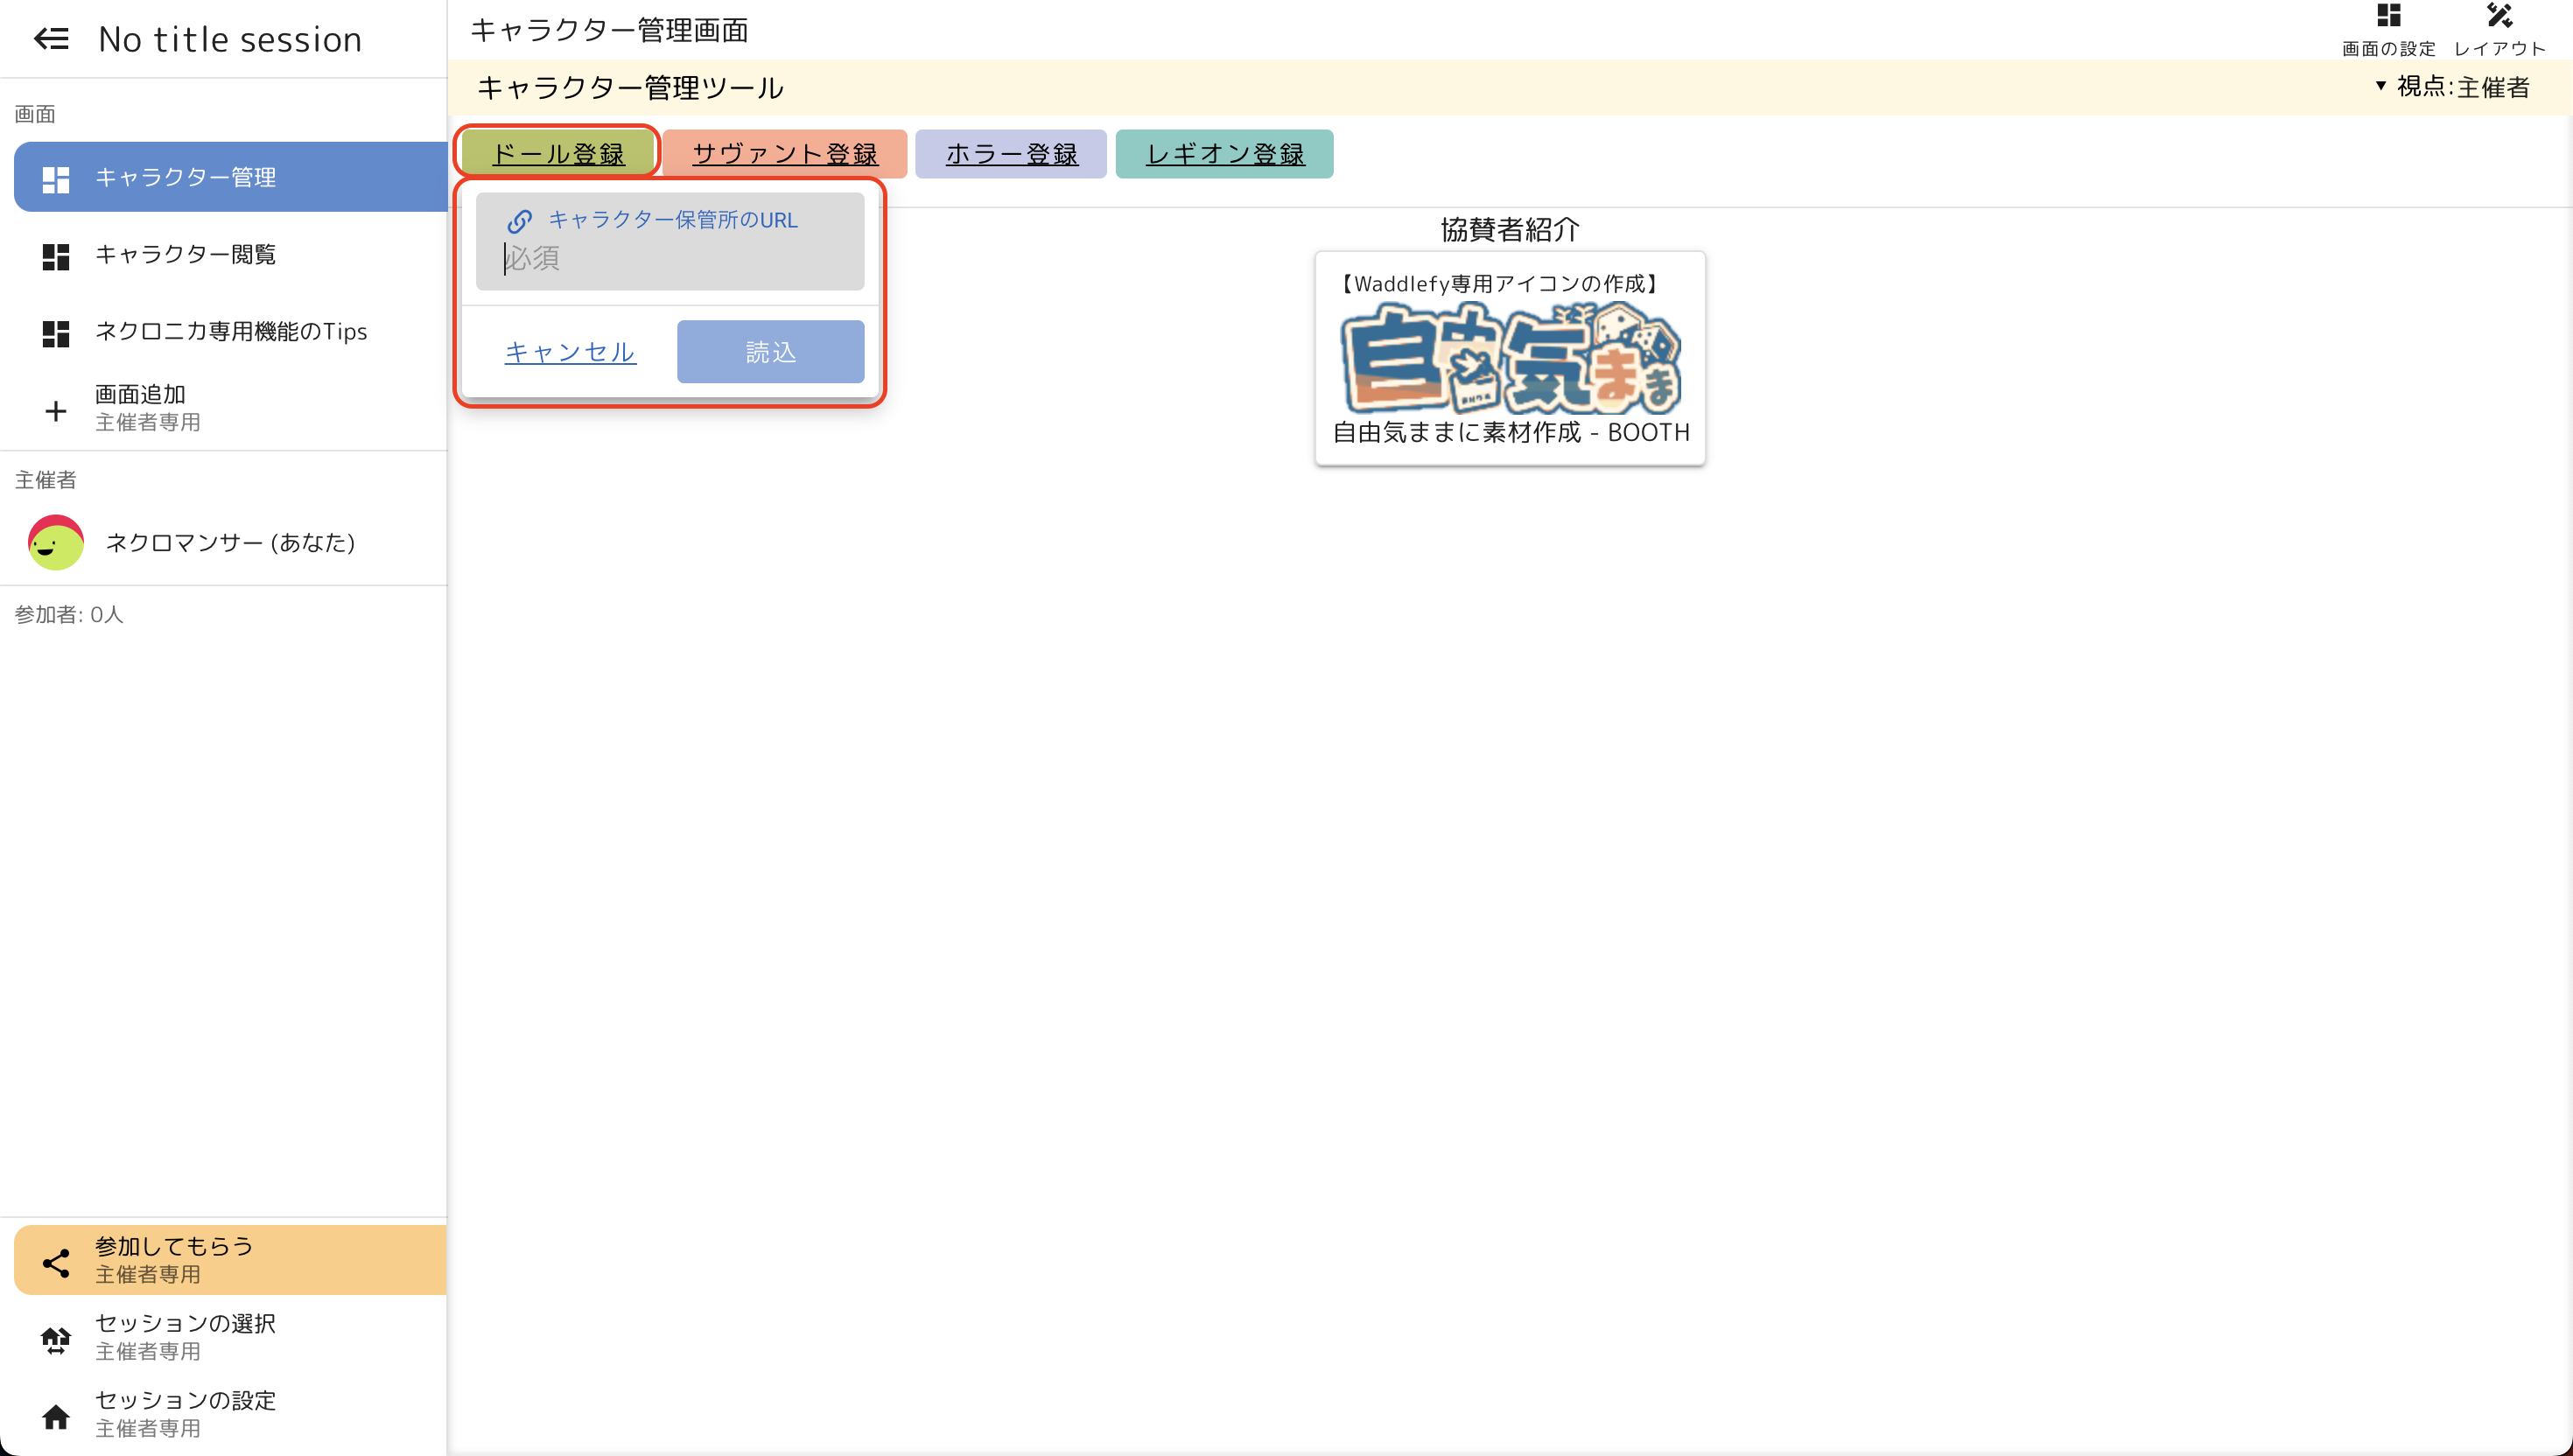 No title session
画面
キャラクター管理
キャラクター閲覧
ネクロニカ専用機能のTips
画面追加
主催者専用
主催者
ネクロマンサー (あなた)
参加者: 0人
参加してもらう
主催者専用
セッションの選択
主催者専用
セッションの設定
主催者専用
キャラクター管理画面
画面の設定
レイアウト
キャラクター管理ツール
▼ 視点:主催者
ドール登録
サヴァント登録
ホラー登録
レギオン登録
キャラクター保管所のURL
必須
キャンセル
読込
協賛者紹介
【Waddlefy専用アイコンの作成】
自由気まま
自由気ままに素材作成 - BOOTH